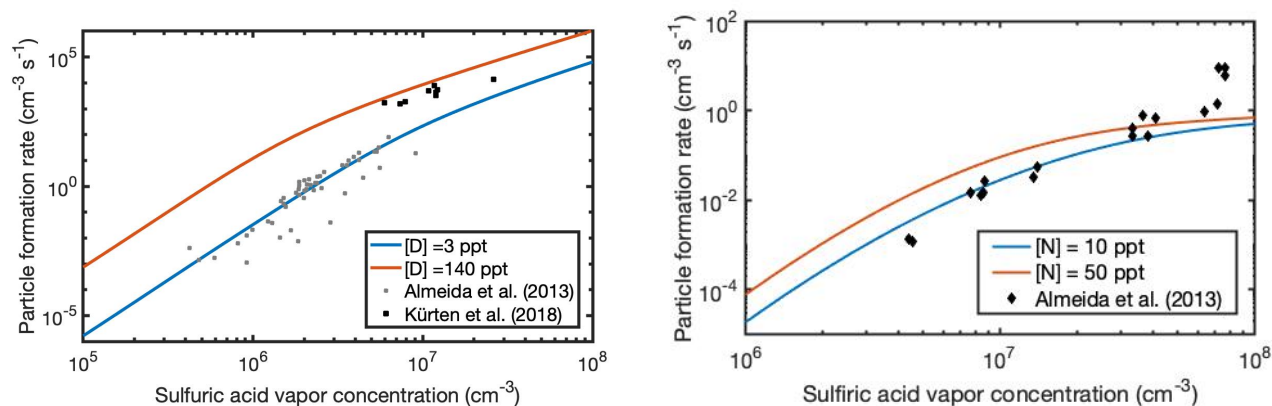 Particle formation rate (cm⁻³ s⁻¹)
10⁵
10⁰
10⁻⁵
[D] =3 ppt
[D] =140 ppt
Almeida et al. (2013)
Kürten et al. (2018)
10⁵ 10⁶ 10⁷ 10⁸
Sulfuric acid vapor concentration (cm⁻³)
Particle formation rate (cm⁻³ s⁻¹)
10²
10⁰
10⁻²
10⁻⁴
[N] = 10 ppt
[N] = 50 ppt
Almeida et al. (2013)
10⁶ 10⁷ 10⁸
Sulfiric acid vapor concentration (cm⁻³)